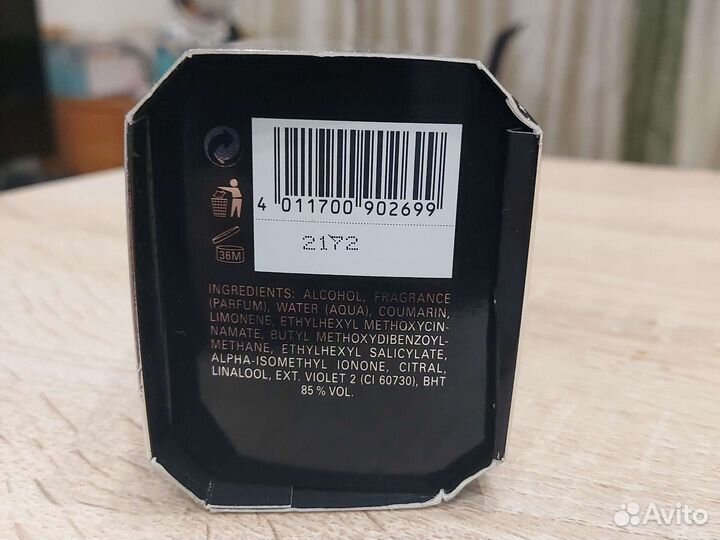 4 011700 902699
2172
36M
INGREDIENTS: ALCOHOL, FRAGRANCE
(PARFUM), WATER (AQUA), COUMARIN,
LIMONENE, ETHYLHEXYL METHOXYCIN-
NAMATE, BUTYL METHOXYDIBENZOYL-
METHANE, ETHYLHEXYL SALICYLATE,
ALPHA-ISOMETHYL IONONE, CITRAL,
LINALOOL, EXT. VIOLET 2 (CI 60730), BHT
85 % VOL.
Avito